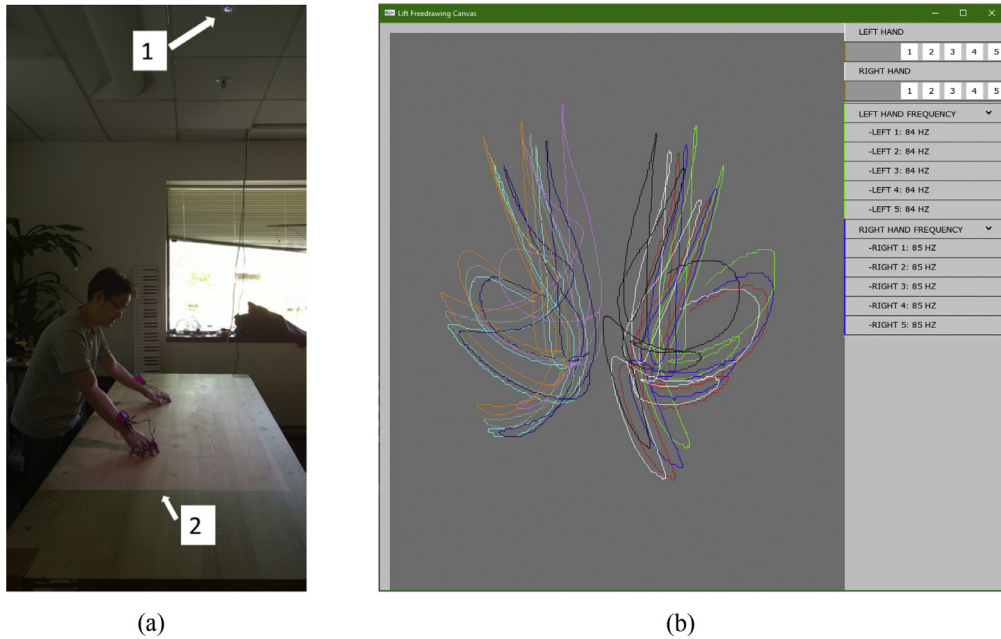 1
2
(a)
Lift Freedrawing Canvas
LEFT HAND
1 2 3 4 5
RIGHT HAND
1 2 3 4 5
LEFT HAND FREQUENCY
-LEFT 1: 84 HZ
-LEFT 2: 84 HZ
-LEFT 3: 84 HZ
-LEFT 4: 84 HZ
-LEFT 5: 84 HZ
RIGHT HAND FREQUENCY
-RIGHT 1: 85 HZ
-RIGHT 2: 85 HZ
-RIGHT 3: 85 HZ
-RIGHT 4: 85 HZ
-RIGHT 5: 85 HZ
(b)